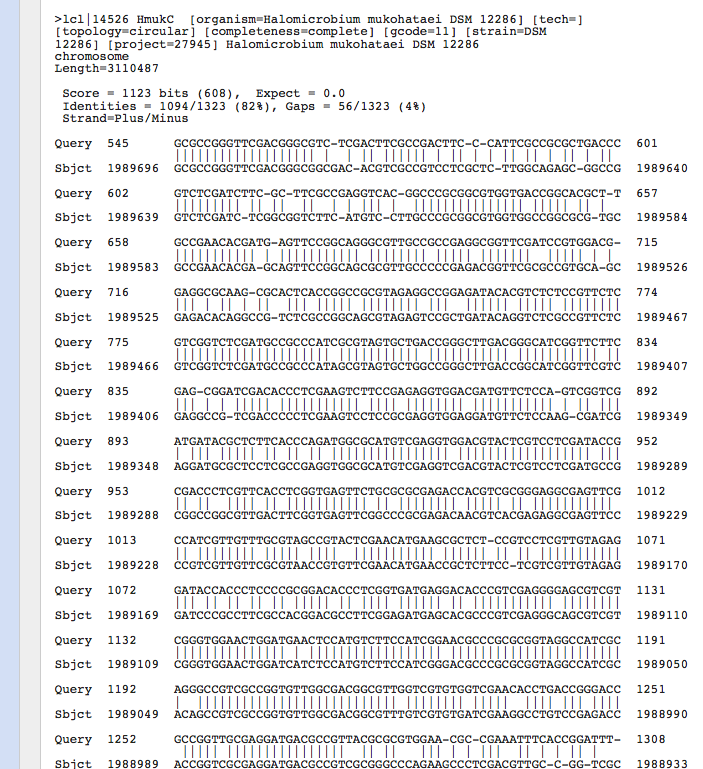 >lcl|14526 HmukC  [organism=Halomicrobium mukohataei DSM 12286] [tech=]
[topology=circular] [completeness=complete] [gcode=11] [strain=DSM
12286] [project=27945] Halomicrobium mukohataei DSM 12286
chromosome
Length=3110487
Score = 1123 bits (608),  Expect = 0.0
Identities = 1094/1323 (82%), Gaps = 56/1323 (4%)
Strand=Plus/Minus
Query  545      GCGCCGGGTTCGACGGGCGTC-TCGACTTCGCCGACTTC-C-CATTCGCCGCGCTGACCC  601
Sbjct  1989696  GCGCCGGGTTCGACGGGCGGCGAC-ACGTCGCCGTCCTCGCTC-TTGGCAGAGC-GGCCG  1989640
Query  602      GTCTCGATCTTC-GC-TTCGCCGAGGTCAC-GGCCCGCGGCGTGGTGACCGGCACGCT-T  657
Sbjct  1989639  GTCTCGATC-TCGGCGGTCTTC-ATGTC-CTTGCCCGCGGCGTGGTGGCCGGCGCG-TGC  1989584
Query  658      GCCGAACACGATG-AGTTCCGGCAGGGCGTTGCCGCCGAGGCGGTTCGATCCGTGGACG-  715
Sbjct  1989583  GCCGAACACGA-GCAGTTCCGGCAGCGCGTTGCCCCCGAGACGGTTCGCGCCGTGCA-GC  1989526
Query  716      GAGGCGCAAG-CGCACTCACCGGCCGCGTAGAGGCCGGAGATACACGTCTCTCCGTTCTC  774
Sbjct  1989525  GAGACACAGGCCG-TCTCGCCGGCAGCGTAGAGTCCGCTGATACAGGTCTCGCCGTTCTC  1989467
Query  775      GTCGGTCTCGATGCCGCCCATCGCGTAGTGCTGACCGGGCTTGACGGGCATCGGTTCTTC  834
Sbjct  1989466  GTCGGTCTCGATGCCGCCCATAGCGTAGTGCTGGCCGGGCTTGACCGGCATCGGTTCGTC  1989407
Query  835      GAG-CGGATCGACACCCTCGAAGTCTTCCGAGAGGTGGACGATGTTCTCCA-GTCGGTCG  892
Sbjct  1989406  GAGGCCG-TCGACCCCCTCGAAGTCCTCCGCGAGGTGGAGGATGTTCTCCAAG-CGATCG  1989349
Query  893      ATGATACGCTCTTCACCCAGATGGCGCATGTCGAGGTGGACGTACTCGTCCTCGATACCG  952
Sbjct  1989348  AGGATGCGCTCCTCGCCGAGGTGGCGCATGTCGAGGTCGACGTACTCGTCCTCGATGCCG  1989289
Query  953      CGACCCTCGTTCACCTCGGTGAGTTCTGCGCGCGAGACCACGTCGCGGGAGGCGAGTTCG  1012
Sbjct  1989288  CGGCCGGCGTTGACTTCGGTGAGTTCGGCCCGCGAGACAACGTCACGAGAGGCGAGTTCC  1989229
Query  1013     CCATCGTTGTTTGCGTAGCCGTACTCGAACATGAAGCGCTCT-CCGTCCTCGTTGTAGAG  1071
Sbjct  1989228  CCGTCGTTGTTCGCGTAACCGTGTTCGAACATGAACCGCTCTTCC-TCGTCGTTGTAGAG  1989170
Query  1072     GATACCACCCTCCCCGCGGACACCCTCGGTGATGAGGACACCCGTCGAGGGGAGCGTCGT  1131
Sbjct  1989169  GATCCCGCCTTCGCCACGGACGCCTTCGGAGATGAGCACGCCCGTCGAGGGCAGCGTCGT  1989110
Query  1132     CGGGTGGAACTGGATGAACTCCATGTCTTCCATCGGAACGCCCGCGCGGTAGGCCATCGC  1191
Sbjct  1989109  CGGGTGGAACTGGATCATCTCCATGTCTTCCATCGGGACGCCCGCGCGGTAGGCCATCGC  1989050
Query  1192     AGGGCCGTCGCCGGTGTTGGCGACGGCGTTGGTCGTGTGGTCGAACACCTGACCGGGACC  1251
Sbjct  1989049  ACAGCCGTCGCCGGTGTTGGCGACGGCGTTTGTCGTGTGATCGAAGGCCTGTCCGAGACC  1988990
Query  1252     GCCGGTTGCGAGGATGACGCCGTTACGCGCGTGGAA-CGC-CGAAATTTCACCGGATTT-  1308
Sbjct  1988989  ACCGGTCGCGAGGATGACGCCGTCGCGGGCCCAGAAGCCCTCGACGTTGC-C-GG-TCGC  1988933